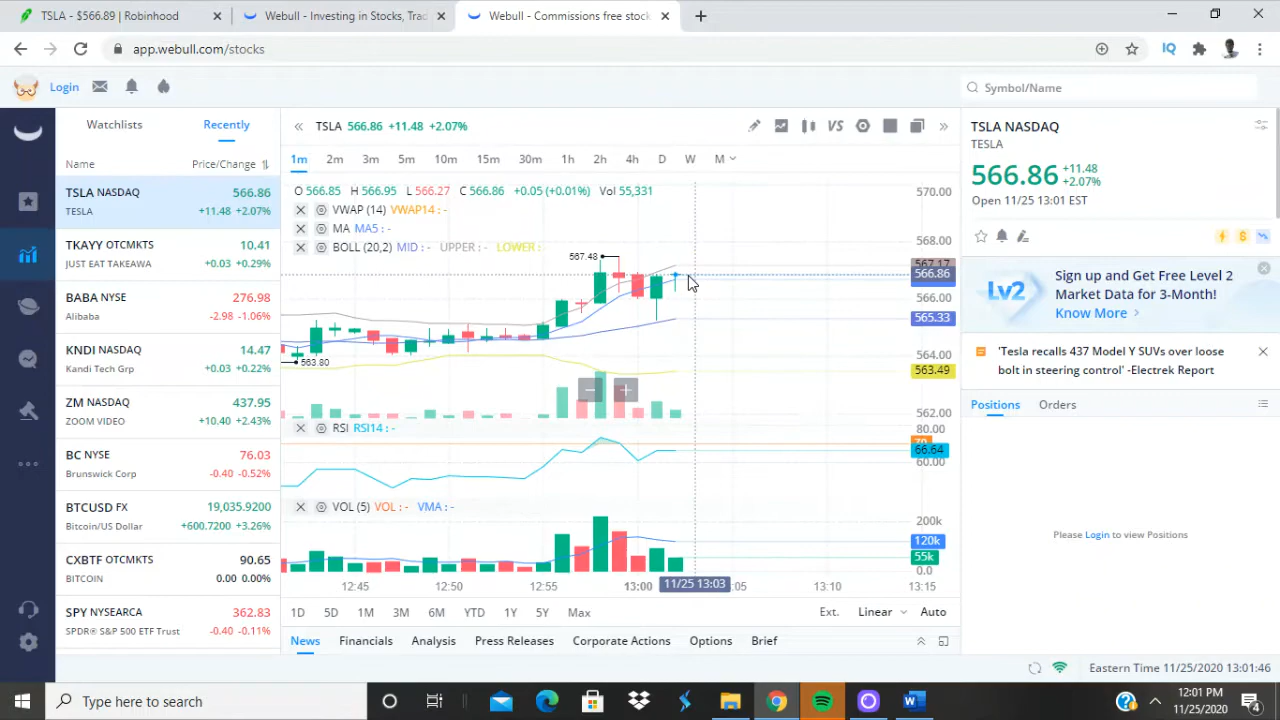 TSLA - $566.89 | Robinhood
Webull - Investing in Stocks, Trad
Webull - Commissions free stock
app.webull.com/stocks
IQ
Login
Symbol/Name
Watchlists
Recently
Name
Price/Change
TSLA NASDAQ
566.86
TESLA
+11.48 +2.07%
TKAYY OTCMKTS
10.41
JUST EAT TAKEAWA
+0.03 +0.29%
BABA NYSE
276.98
Alibaba
-2.98 -1.06%
KNDI NASDAQ
14.47
Kandi Tech Grp
+0.03 +0.22%
ZM NASDAQ
437.95
ZOOM VIDEO
+10.40 +2.43%
BC NYSE
76.03
Brunswick Corp
-0.40 -0.52%
BTCUSD FX
19,035.9200
Bitcoin/US Dollar
+600.7200 +3.26%
CXBTF OTCMKTS
90.65
BITCOIN
0.00 0.00%
SPY NYSEARCA
362.83
SPDR® S&P 500 ETF Trust
-0.40 -0.11%
TSLA 566.86 +11.48 +2.07%
VS
1m 2m 3m 5m 10m 15m 30m 1h 2h 4h D W M
O 566.85 H 566.95 L 566.27 C 566.86 +0.05 (+0.01%) Vol 55,331
VWAP (14) VWAP14 : -
MA MA5 : -
BOLL (20,2) MID : - UPPER : - LOWER : -
567.48
563.80
570.00
568.00
567.17
566.86
566.00
565.33
564.00
563.49
562.00
RSI RSI14 : -
80.00
70
66.64
60.00
VOL (5) VOL : - VMA : -
200k
120k
55k
0.0
12:45 12:50 12:55 13:00 11/25 13:03 :05 13:10 13:15
1D 5D 1M 3M 6M YTD 1Y 5Y Max
Ext. Linear Auto
News Financials Analysis Press Releases Corporate Actions Options Brief
TSLA NASDAQ
TESLA
566.86
+11.48
+2.07%
Open 11/25 13:01 EST
Lv2
Sign up and Get Free Level 2
Market Data for 3-Month!
Know More
'Tesla recalls 437 Model Y SUVs over loose
bolt in steering control' -Electrek Report
Positions
Orders
Please Login to view Positions
Eastern Time 11/25/2020 13:01:46
Type here to search
12:01 PM
11/25/2020
4